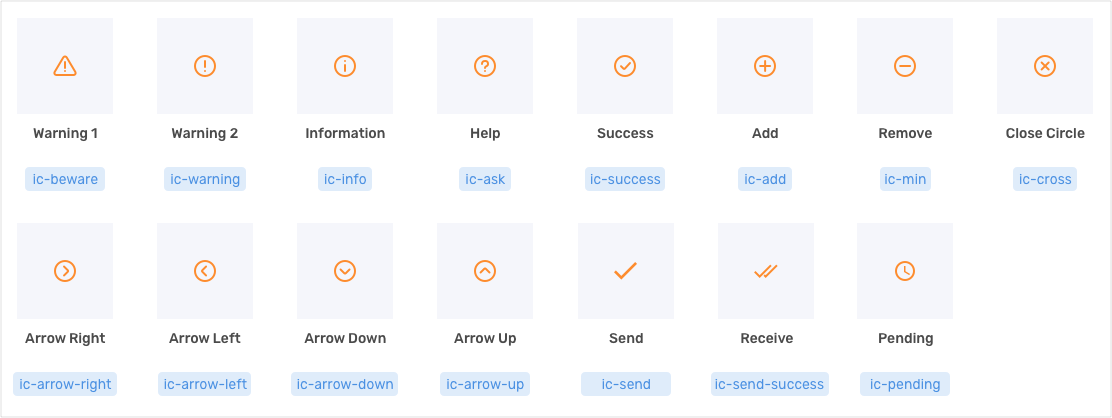 Warning 1
Warning 2
Information
Help
Success
Add
Remove
Close Circle
ic-beware
ic-warning
ic-info
ic-ask
ic-success
ic-add
ic-min
ic-cross
Arrow Right
Arrow Left
Arrow Down
Arrow Up
Send
Receive
Pending
ic-arrow-right
ic-arrow-left
ic-arrow-down
ic-arrow-up
ic-send
ic-send-success
ic-pending